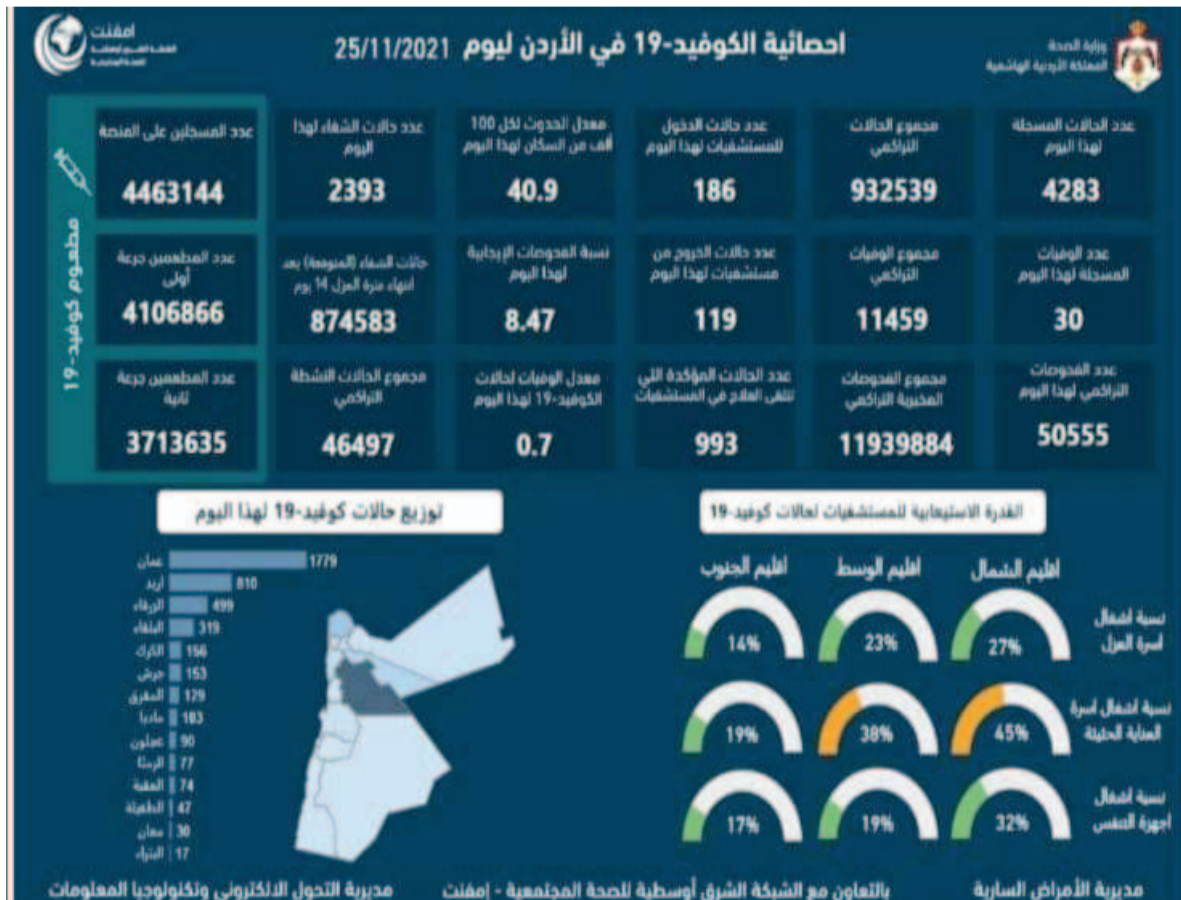 امفنت
احصائية الكوفيد-19 في الأردن ليوم 25/11/2021
وزارة الصحة
المملكة الأردنية الهاشمية
عدد الحالات المسجلة
لهذا اليوم
4283
مجموع الحالات
التراكمي
932539
عدد حالات الدخول
للمستشفيات لهذا اليوم
186
معدل الحدوث لكل 100
ألف من السكان لهذا اليوم
40.9
عدد حالات الشفاء لهذا
اليوم
2393
عدد المسجلين على المنصة
4463144
عدد الوفيات
المسجلة لهذا اليوم
30
مجموع الوفيات
التراكمي
11459
عدد حالات الخروج من
مستشفيات لهذا اليوم
119
نسبة الفحوصات الإيجابية
لهذا اليوم
8.47
حالات الشفاء (المتوقعة) بعد
انتهاء فترة العزل 14 يوم
874583
عدد المطعمين جرعة
أولى
4106866
عدد الفحوصات
التراكمي لهذا اليوم
50555
مجموع الفحوصات
المخبرية التراكمي
11939884
عدد الحالات المؤكدة التي
تتلقى العلاج في المستشفيات
993
معدل الوفيات لحالات
الكوفيد-19 لهذا اليوم
0.7
مجموع الحالات النشطة
التراكمي
46497
عدد المطعمين جرعة
ثانية
3713635
مطعوم كوفيد-19
القدرة الاستيعابية للمستشفيات لحالات كوفيد-19
اقليم الشمال
اقليم الوسط
اقليم الجنوب
نسبة اشغال
اسرة العزل
27%
23%
14%
نسبة اشغال اسرة
العناية الحثيثة
45%
38%
19%
نسبة اشغال
اجهزة التنفس
32%
19%
17%
توزيع حالات كوفيد-19 لهذا اليوم
عمان 1779
اربد 810
الزرقاء 499
البلقاء 319
الكرك 156
جرش 153
المفرق 129
مادبا 103
عجلون 90
الرمثا 77
العقبة 74
الطفيلة 47
معان 30
البتراء 17
مديرية الأمراض السارية
بالتعاون مع الشبكة الشرق أوسطية للصحة المجتمعية - إمفنت
مديرية التحول الالكتروني وتكنولوجيا المعلومات